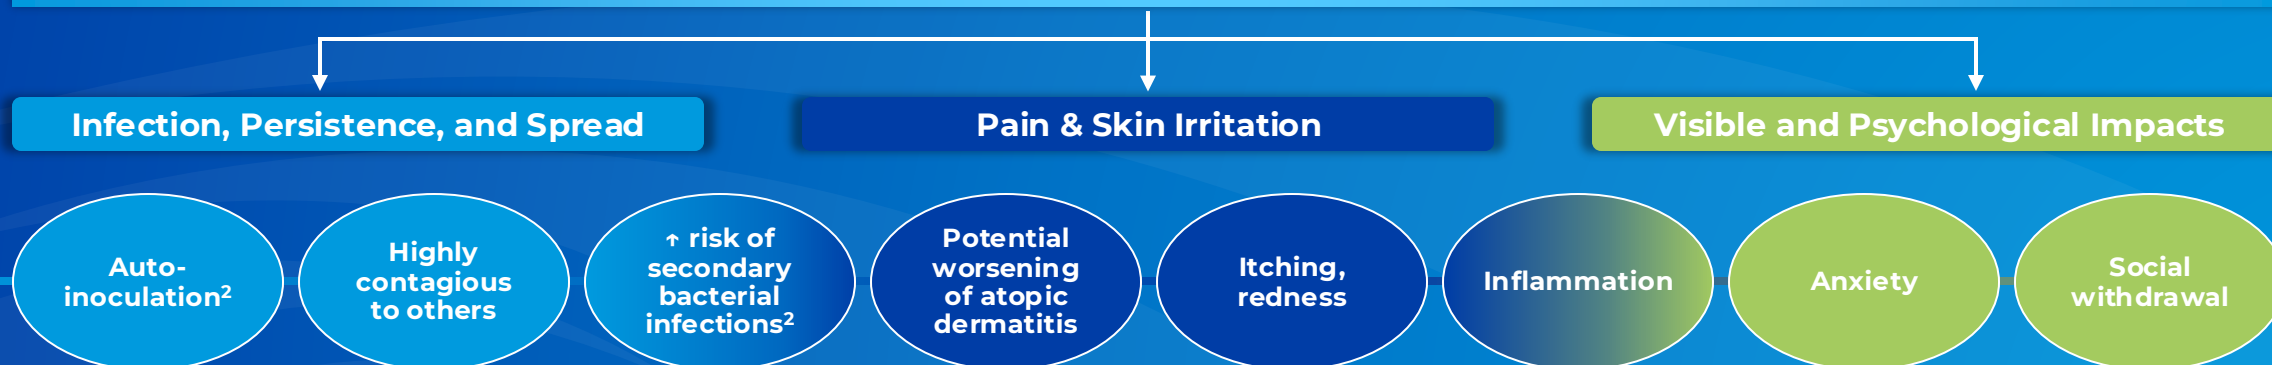 Infection, Persistence, and Spread
Pain & Skin Irritation
Visible and Psychological Impacts
Auto-
inoculation²
Highly
contagious
to others
↑ risk of
secondary
bacterial
infections²
Potential
worsening
of atopic
dermatitis
Itching,
redness
Inflammation
Anxiety
Social
withdrawal